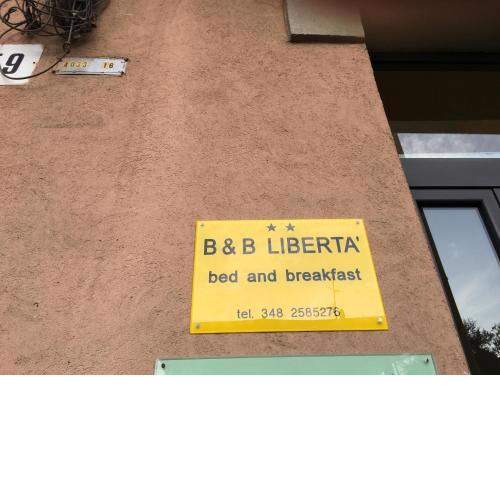 9
B & B LIBERTA'
bed and breakfast
tel. 348 2585276